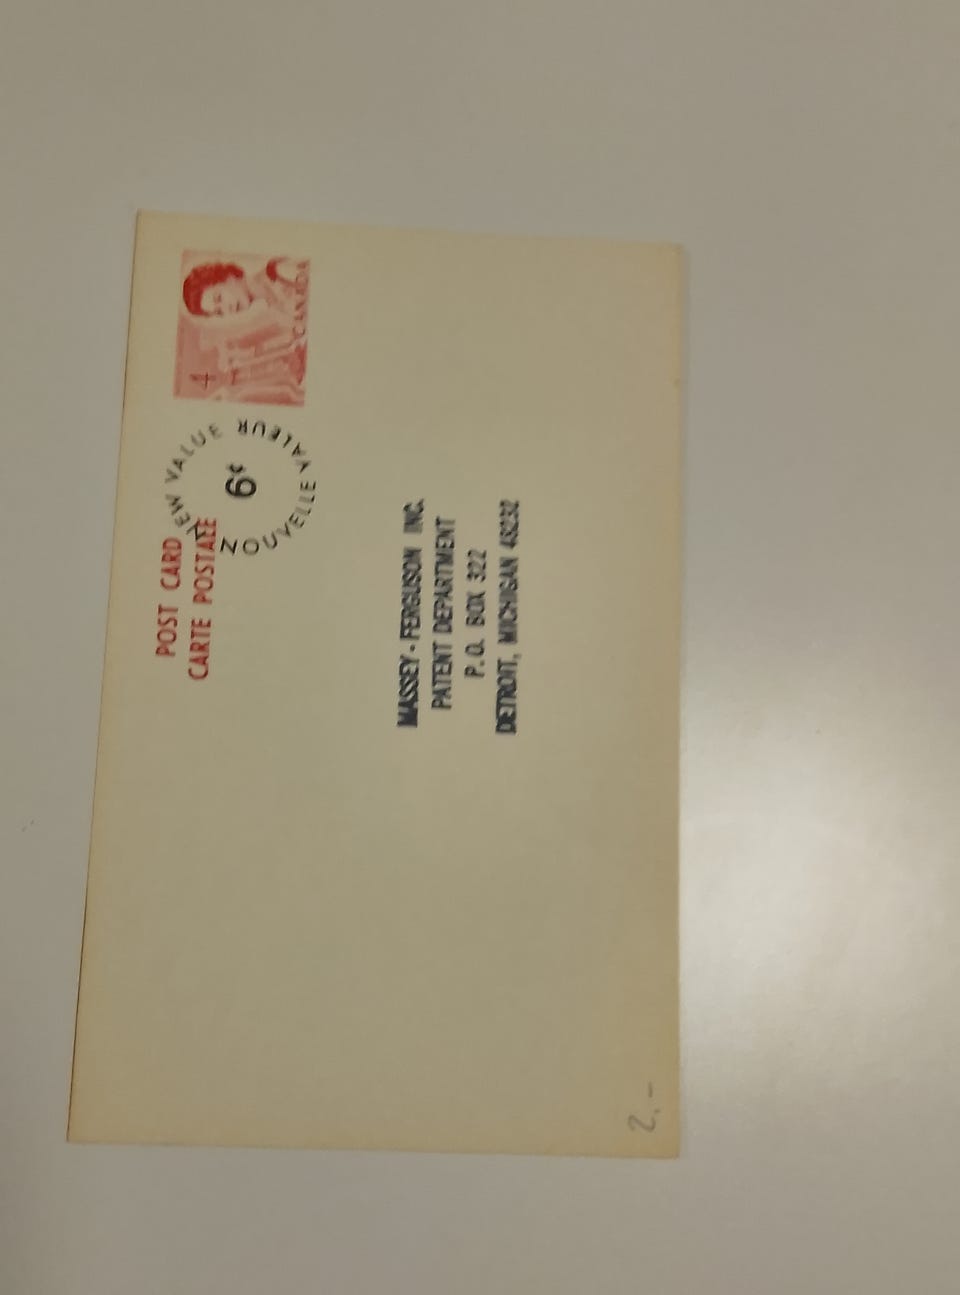 4
CANADA
NEW VALUE
6¢
NOUVELLE VALEUR
POST CARD
CARTE POSTALE
MASSEY-FERGUSON INC.
PATENT DEPARTMENT
P.O. BOX 322
DETROIT, MICHIGAN 48232
2.-